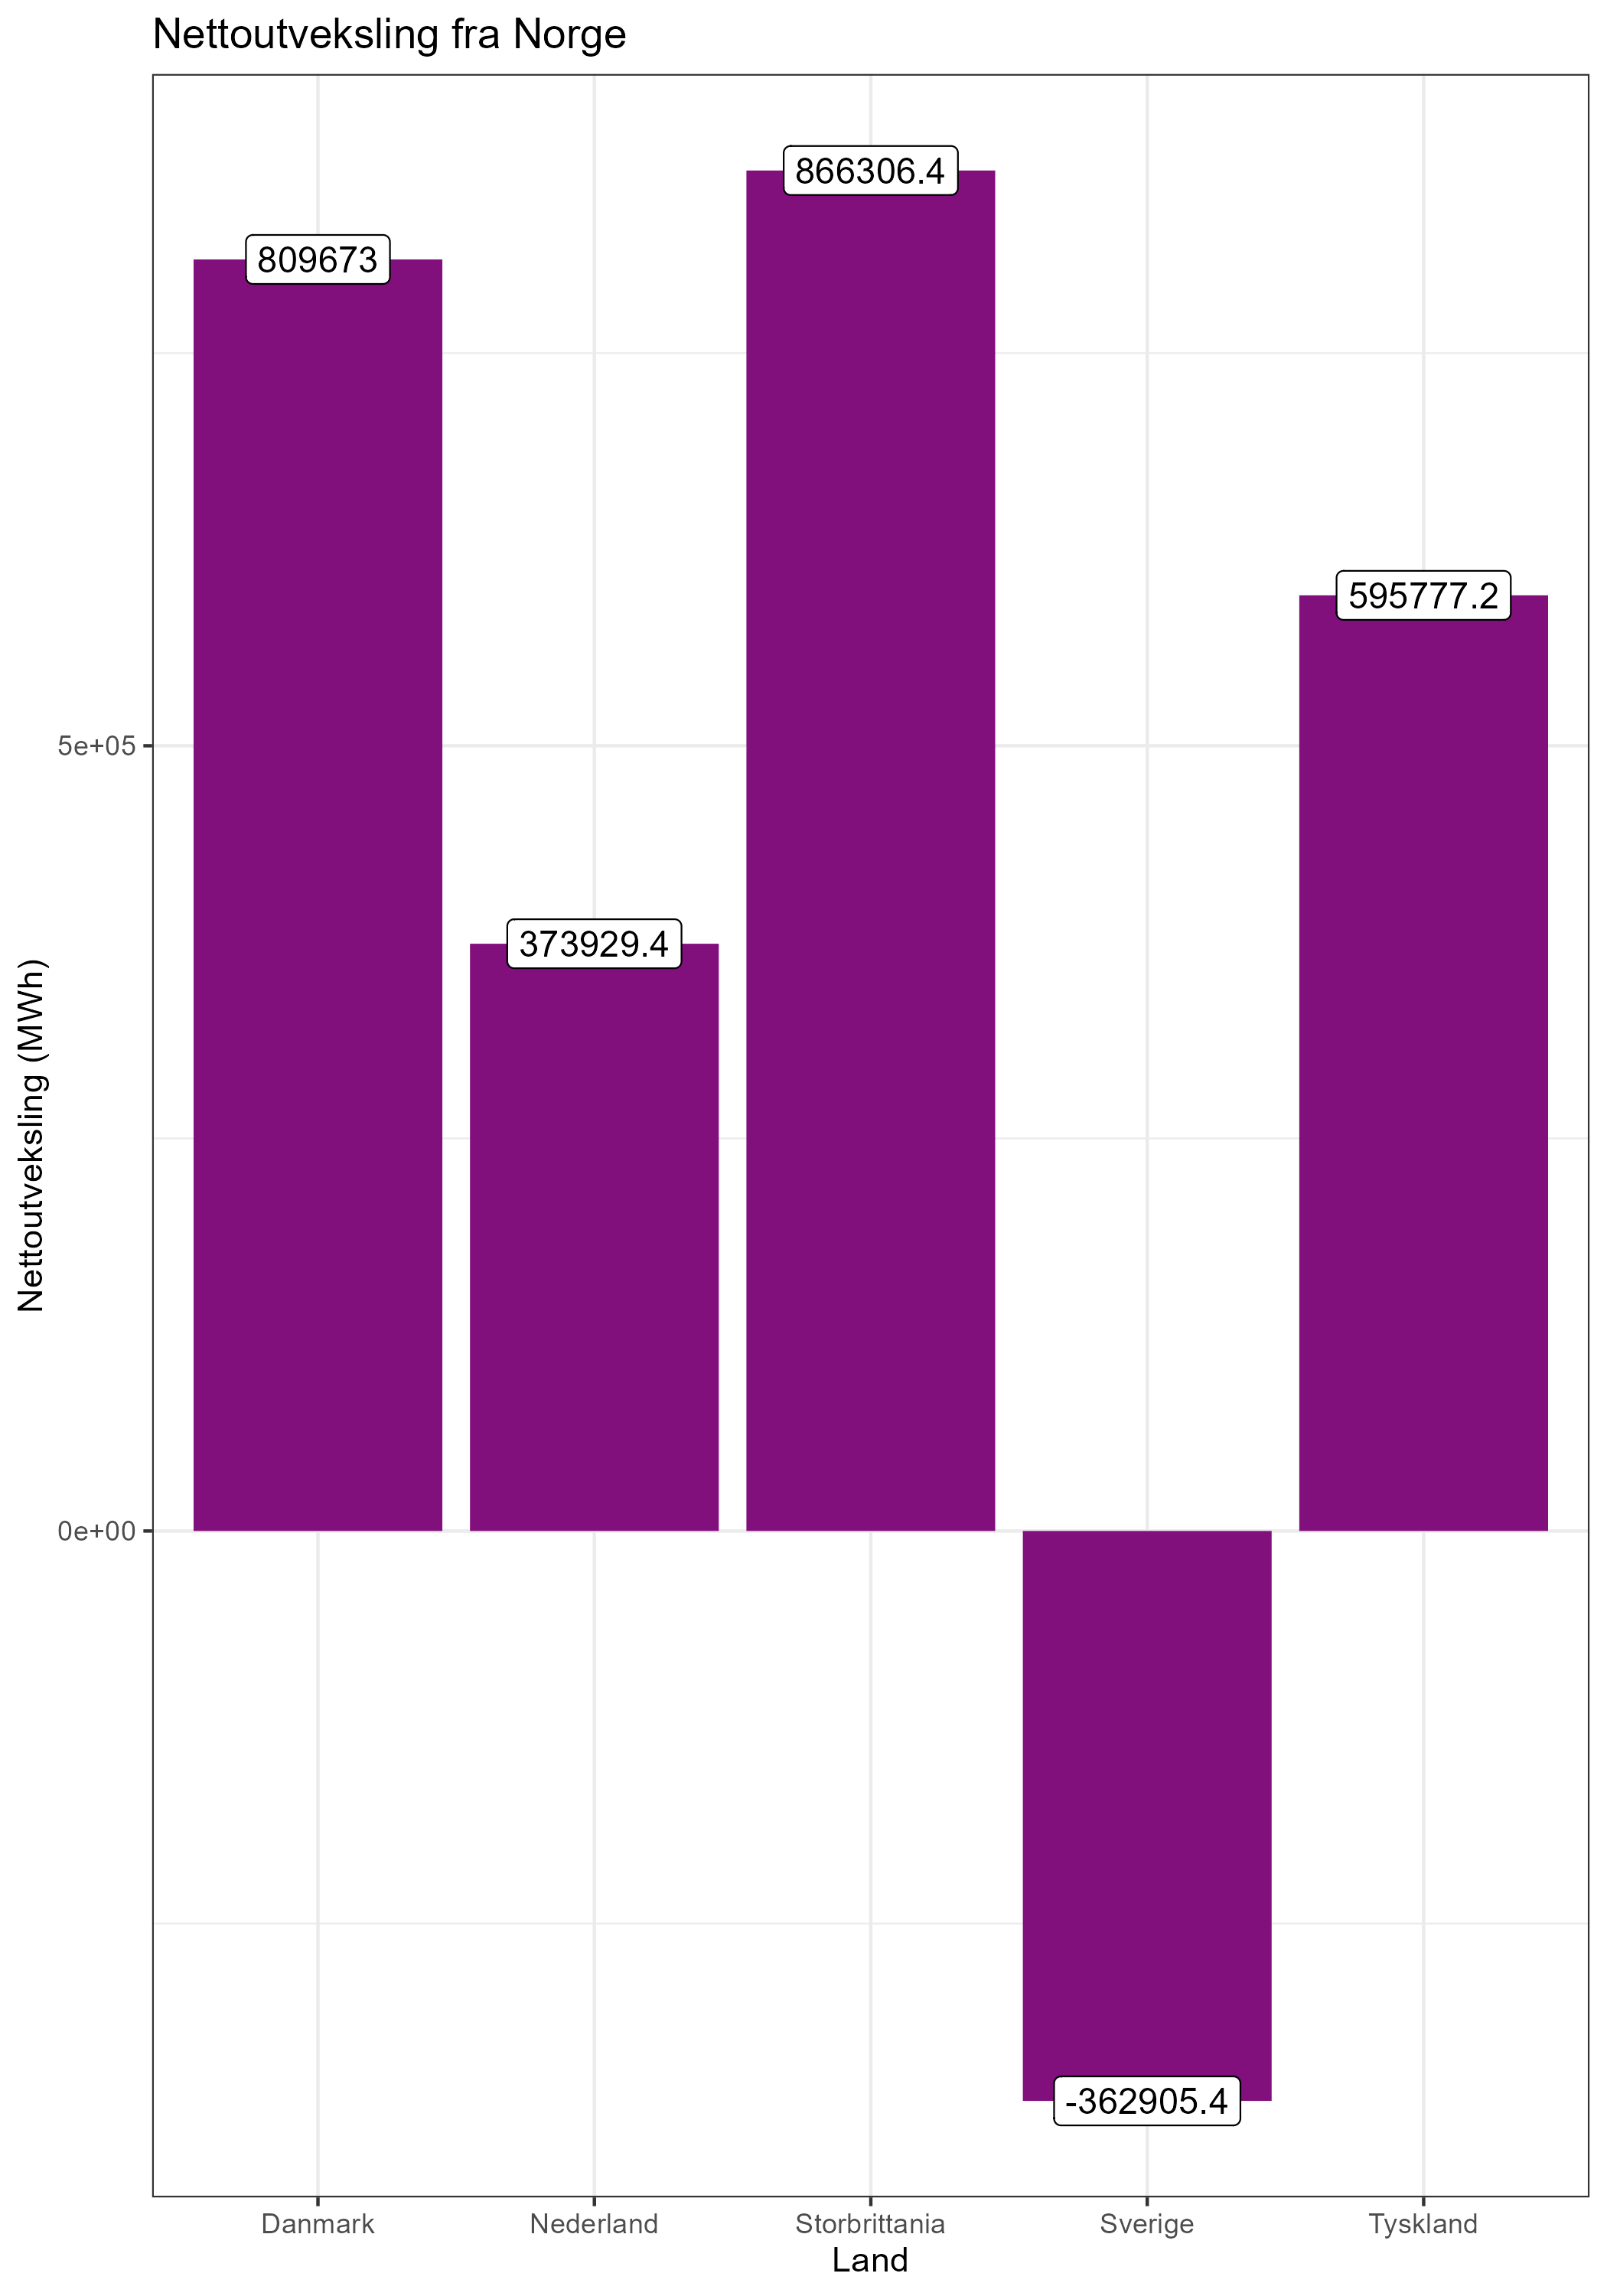 Nettoutveksling fra Norge
866306.4
809673
595777.2
5e+05
373929.4
Nettoutveksling (MWh)
0e+00
-362905.4
Danmark Nederland Storbrittania Sverige Tyskland
Land